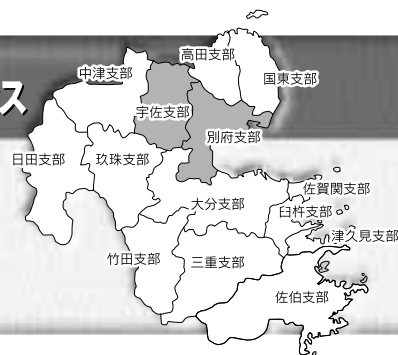 高田支部
中津支部
国東支部
ス
宇佐支部
別府支部
日田支部
玖珠支部
佐賀関支部
大分支部
臼杵支部
津久見支部
竹田支部
三重支部
佐伯支部